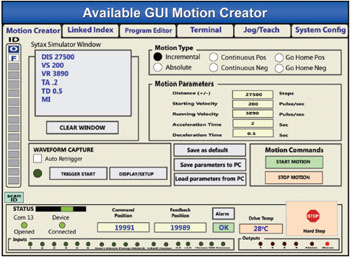 Available GUI Motion Creator
Motion Creator Linked Index Program Editor Terminal Jog/Teach System Config
ID
Sytax Simulator Window
DIS 27500
VS 200
VR 3890
TA .2
TD 0.5
MI
CLEAR WINDOW
Motion Type
Incremental Continuous Pos Go Home Pos
Absolute Continuous Neg Go Home Neg
Motion Parameters
Distance (+/-) 27500 Steps
Starting Velocity 200 Pulse/sec
Running Velocity 3890 Pulse/sec
Acceleration Time 2 Sec
Deceleration Time 0.5 Sec
WAVEFORM CAPTURE
Auto Retrigger
TRIGGER START DISPLAY/SETUP
Save as default
Save parameters to PC
Load parameters from PC
Motion Commands
START MOTION
STOP MOTION
SCAN
ID
STATUS
Com 13 Device
Opened Connected
Command Position Feedback Position Alarm Drive Temp
19991 19989 OK 28°C
STOP
Hard Stop
Inputs
Outputs